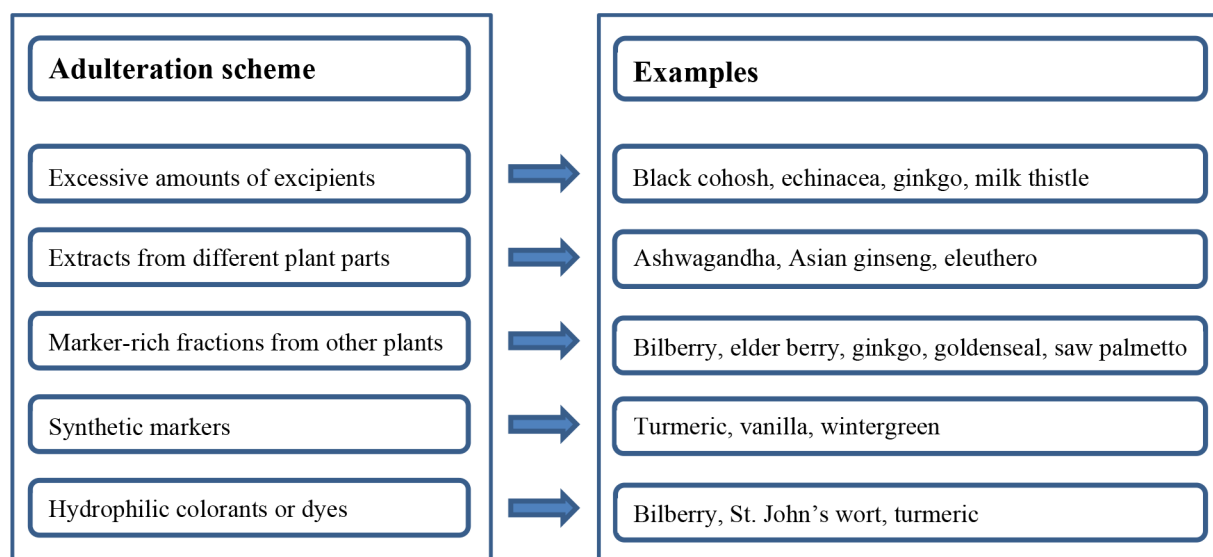 Adulteration scheme
Examples
Excessive amounts of excipients
Black cohosh, echinacea, ginkgo, milk thistle
Extracts from different plant parts
Ashwagandha, Asian ginseng, eleuthero
Marker-rich fractions from other plants
Bilberry, elder berry, ginkgo, goldenseal, saw palmetto
Synthetic markers
Turmeric, vanilla, wintergreen
Hydrophilic colorants or dyes
Bilberry, St. John’s wort, turmeric